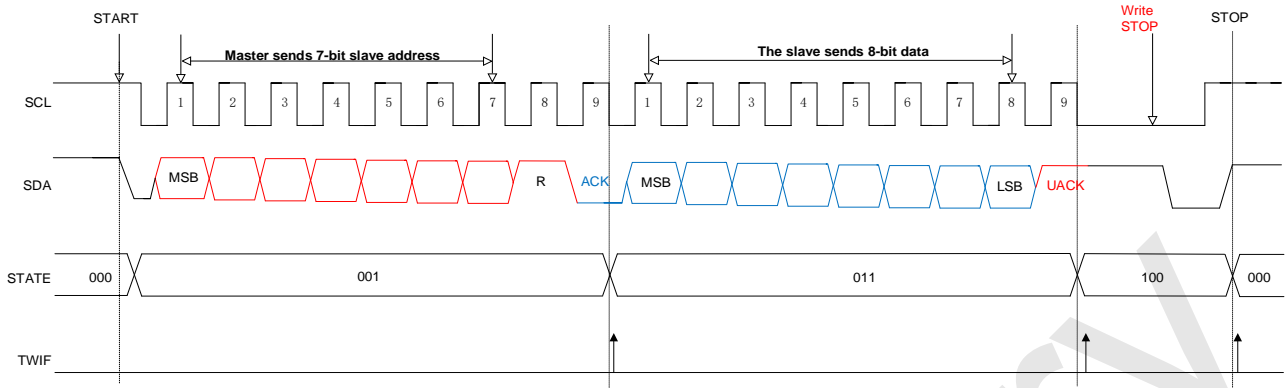 START
Write
STOP
STOP
Master sends 7-bit slave address
The slave sends 8-bit data
SCL
1 2 3 4 5 6 7 8 9 1 2 3 4 5 6 7 8 9
SDA
MSB R ACK MSB LSB UACK
STATE
000 001 011 100 000
TWIF